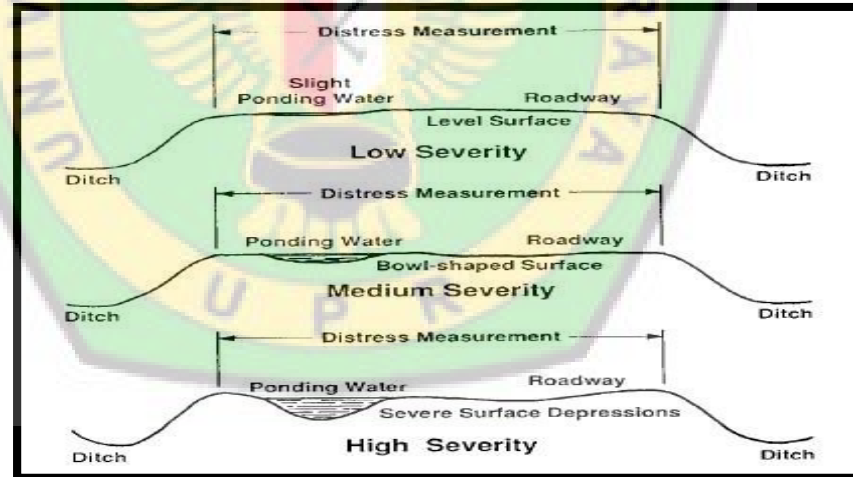 Distress Measurement
Slight
Ponding Water
Roadway
Level Surface
Low Severity
Ditch
Ditch
Distress Measurement
Ponding Water
Roadway
Bowl-shaped Surface
Medium Severity
Ditch
Ditch
Distress Measurement
Ponding Water
Roadway
Severe Surface Depressions
High Severity
Ditch
Ditch
U P R
RAYA